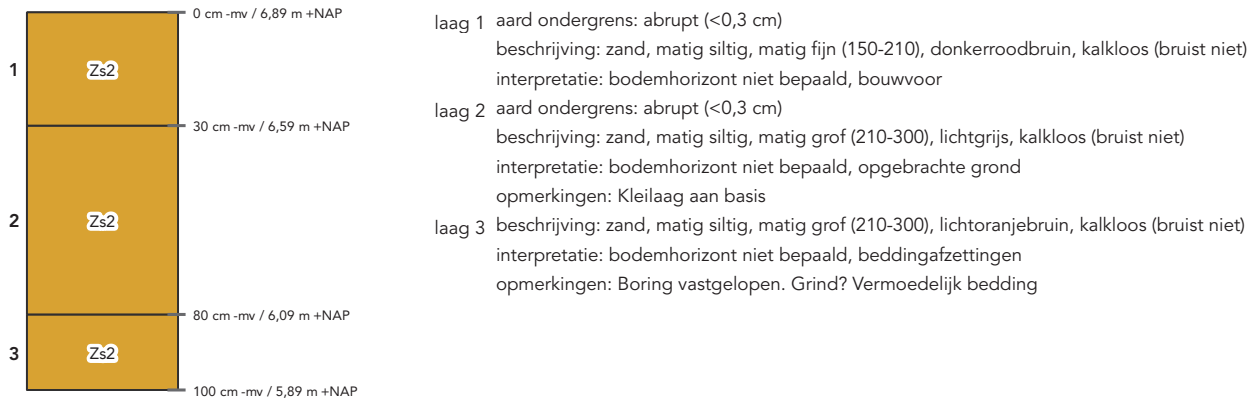 0 cm -mv / 6,89 m +NAP
1
Zs2
30 cm -mv / 6,59 m +NAP
2
Zs2
80 cm -mv / 6,09 m +NAP
3
Zs2
100 cm -mv / 5,89 m +NAP
laag 1 aard ondergrens: abrupt (<0,3 cm)
beschrijving: zand, matig siltig, matig fijn (150-210), donkerroodbruin, kalkloos (bruist niet)
interpretatie: bodemhorizont niet bepaald, bouwvoor
laag 2 aard ondergrens: abrupt (<0,3 cm)
beschrijving: zand, matig siltig, matig grof (210-300), lichtgrijs, kalkloos (bruist niet)
interpretatie: bodemhorizont niet bepaald, opgebrachte grond
opmerkingen: Kleilaag aan basis
laag 3 beschrijving: zand, matig siltig, matig grof (210-300), lichtoranjebruin, kalkloos (bruist niet)
interpretatie: bodemhorizont niet bepaald, beddingafzettingen
opmerkingen: Boring vastgelopen. Grind? Vermoedelijk bedding